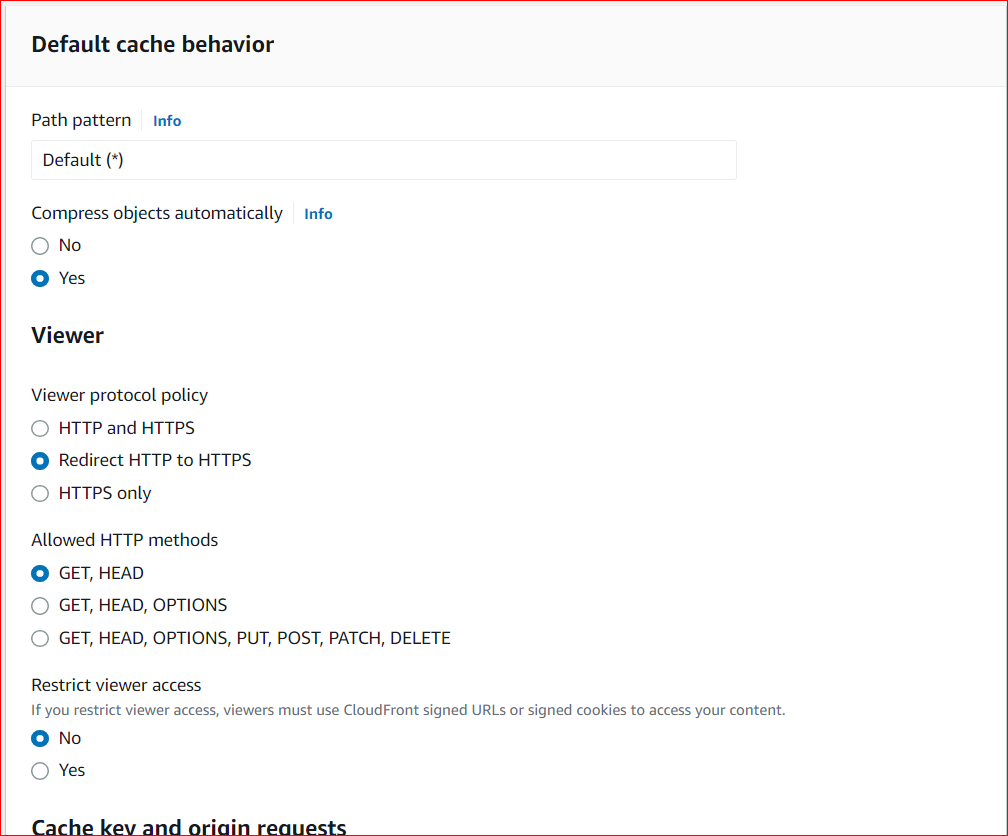 Default cache behavior
Path pattern Info
Default (*)
Compress objects automatically Info
No
Yes
Viewer
Viewer protocol policy
HTTP and HTTPS
Redirect HTTP to HTTPS
HTTPS only
Allowed HTTP methods
GET, HEAD
GET, HEAD, OPTIONS
GET, HEAD, OPTIONS, PUT, POST, PATCH, DELETE
Restrict viewer access
If you restrict viewer access, viewers must use CloudFront signed URLs or signed cookies to access your content.
No
Yes
Cache key and origin requests